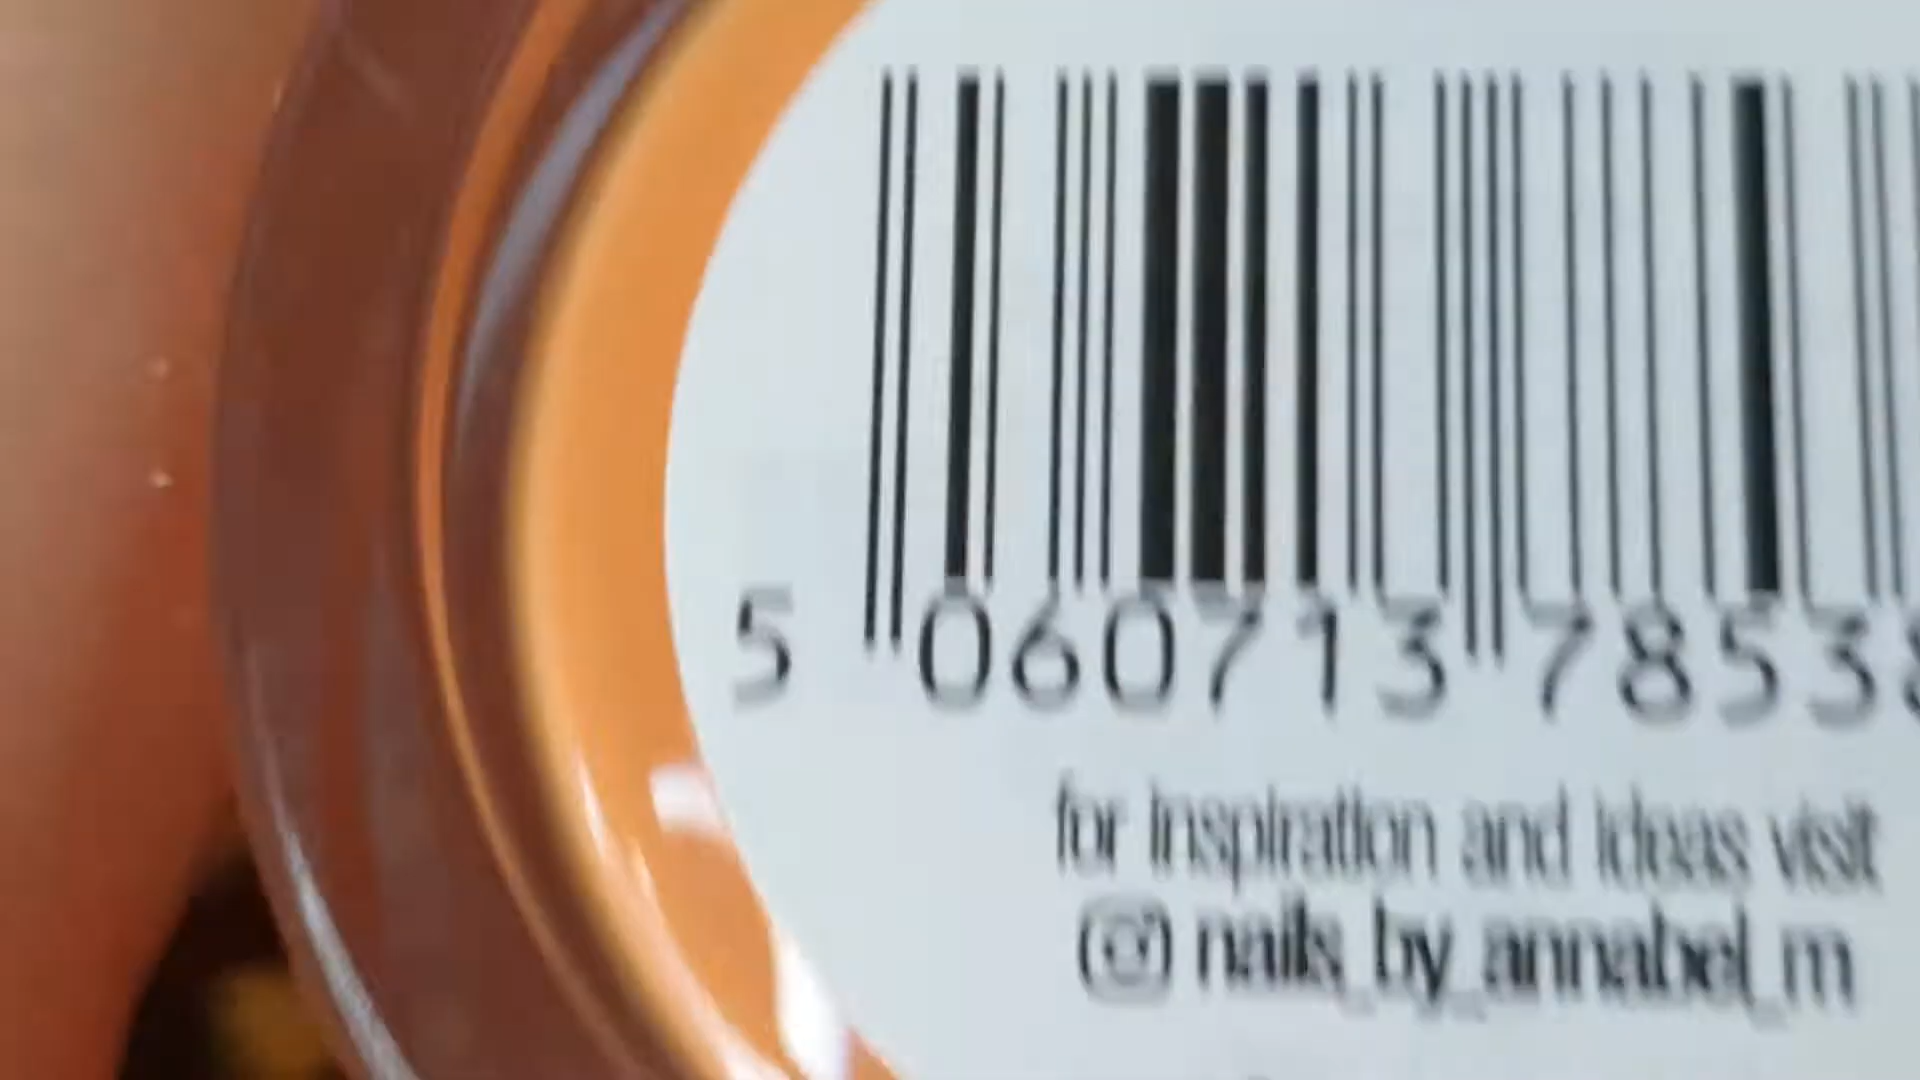 5 060713 7853
for inspiration and ideas visit
nails_by_annabel_m